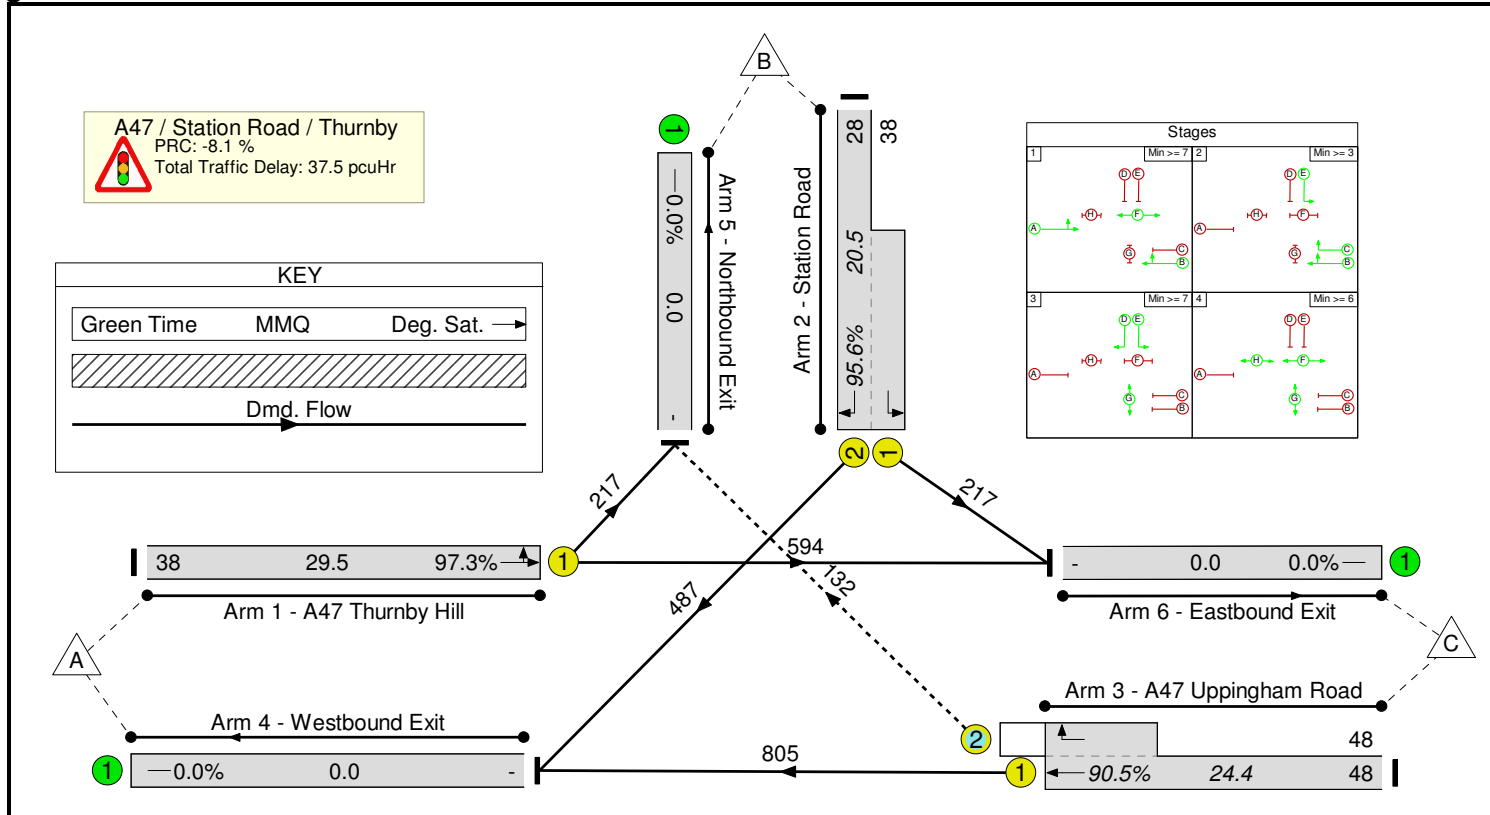 B
A47 / Station Road / Thurnby
PRC: -8.1 %
Total Traffic Delay: 37.5 pcuHr
KEY
Green Time MMQ Deg. Sat.
Dmd. Flow
1
0.0%
0.0
-
Arm 5 - Northbound Exit
Arm 2 - Station Road
28
38
20.5
95.6%
2
1
Stages
1 Min >= 7
D E
H F
A
G
C
B
2 Min >= 3
D E
H F
A
G
C
B
3 Min >= 7
D E
H F
A
G
C
B
4 Min >= 6
D E
H F
A
G
C
B
217
217
594
132
487
805
38 29.5 97.3%
1
Arm 1 - A47 Thurnby Hill
- 0.0 0.0%
1
Arm 6 - Eastbound Exit
A
C
Arm 4 - Westbound Exit
1
0.0% 0.0 -
Arm 3 - A47 Uppingham Road
2
48
1
90.5% 24.4 48